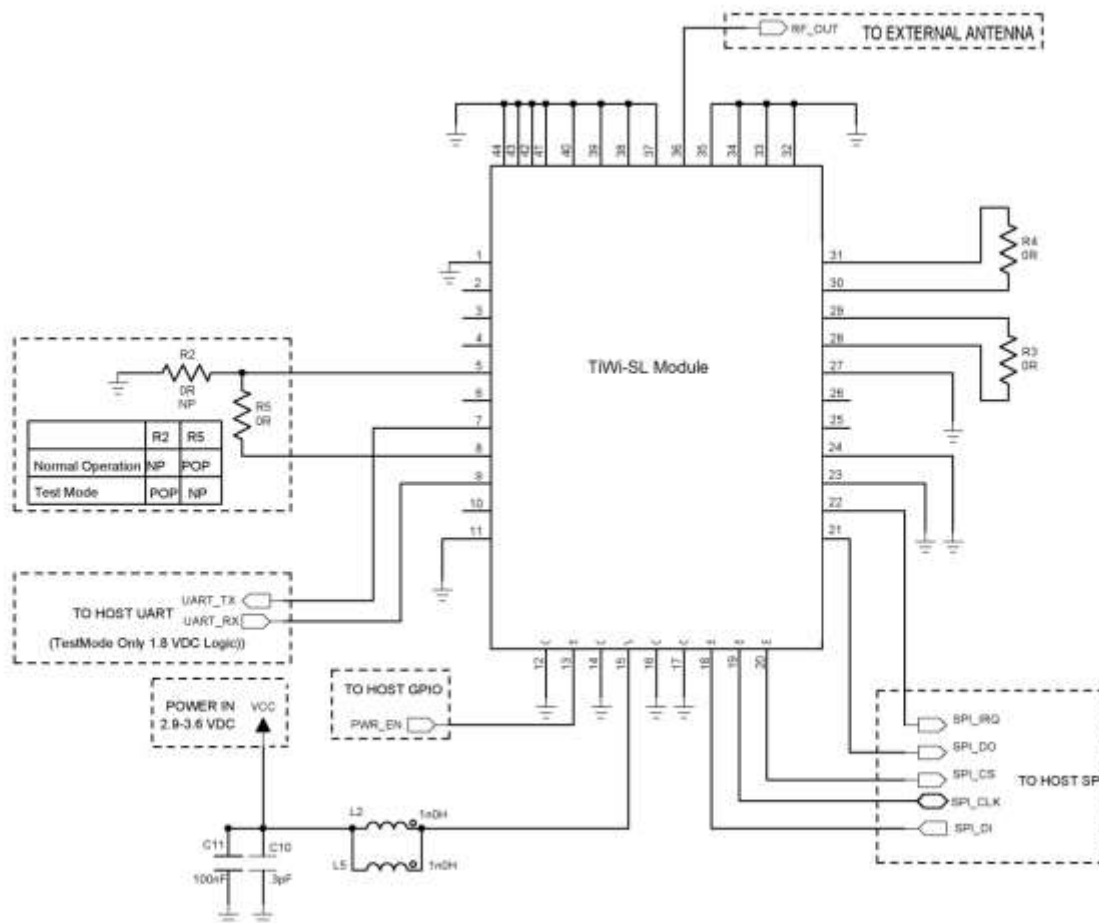 RF_OUT TO EXTERNAL ANTENNA
44 43 42 41 40 39 38 37 36 35 34 33 32
1 31
R4
0R
2 30
3 29
4 28
R3
0R
TiWi-SL Module
R2
0R
NP
5 27
R5
0R
6 26
7 25
R2 R5
Normal Operation NP POP
Test Mode POP NP
8 24
9 23
10 22
11 21
UART_TX
TO HOST UART
UART_RX
(TestMode Only 1.8 VDC Logic))
12 13 14 15 16 17 18 19 20
TO HOST GPIO
PWR_EN
POWER IN VCC
2.9-3.6 VDC
SPI_IRQ
SPI_DO
SPI_CS
TO HOST SP
SPI_CLK
SPI_DI
L2 1n0H
L5 1n0H
C11 C10
100nF .3pF